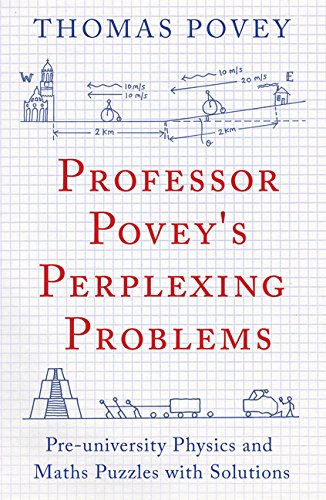 THOMAS POVEY
W
10 m/s
10 m/s
10 m/s
20 m/s
E
2 km
2 km
θ
PROFESSOR
POVEY'S
PERPLEXING
PROBLEMS
Pre-university Physics and
Maths Puzzles with Solutions